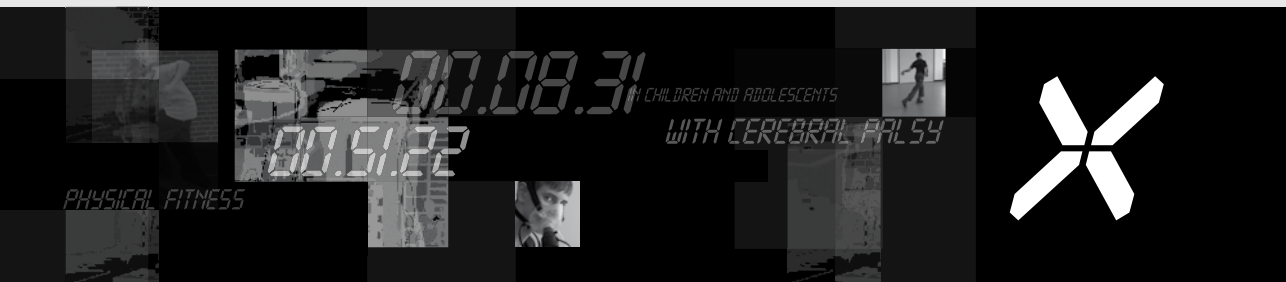 00.08.31
IN CHILDREN AND ADOLESCENTS
WITH CEREBRAL PALSY
00.51.22
PHYSICAL FITNESS
X